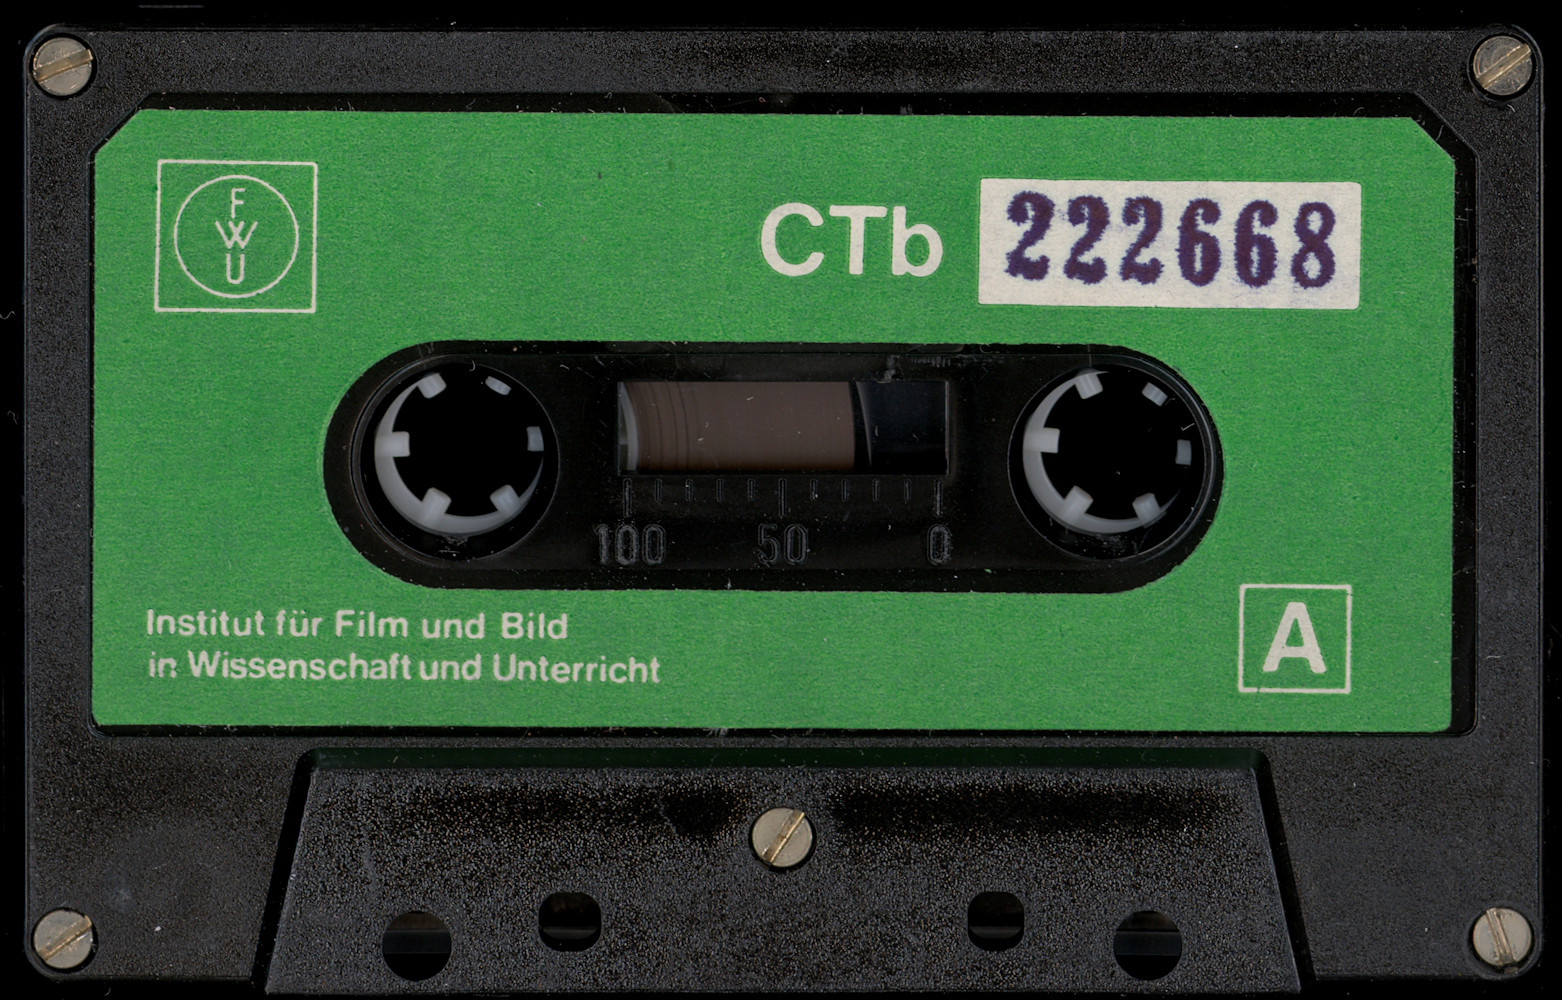 F
W
U
CTb 222668
100 50 0
Institut für Film und Bild
in Wissenschaft und Unterricht
A